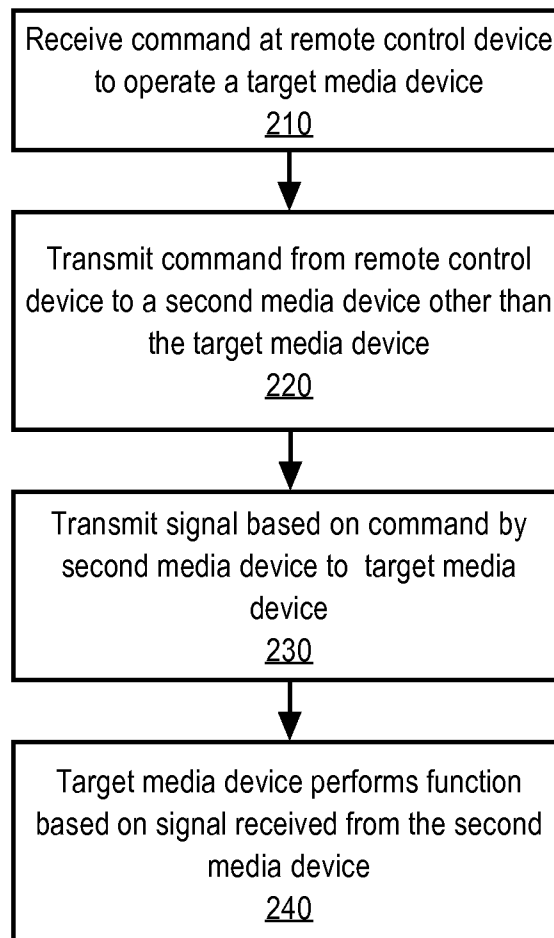 Receive command at remote control device
to operate a target media device
210
Transmit command from remote control
device to a second media device other than
the target media device
220
Transmit signal based on command by
second media device to target media
device
230
Target media device performs function
based on signal received from the second
media device
240